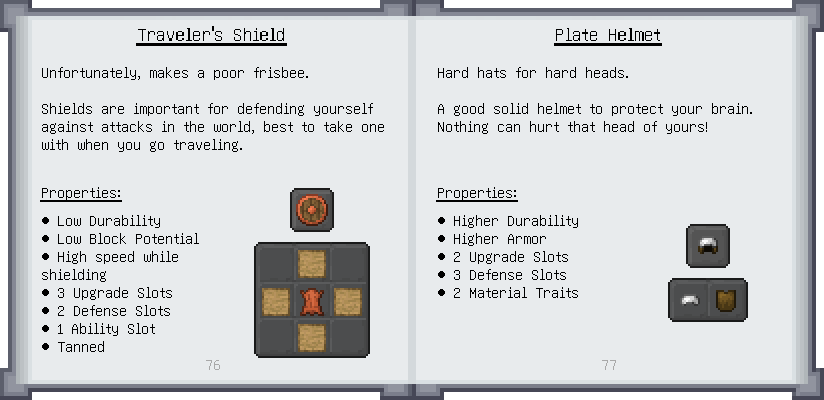 Traveler's Shield
Unfortunately, makes a poor frisbee.
Shields are important for defending yourself
against attacks in the world, best to take one
with when you go traveling.
Properties:
● Low Durability
● Low Block Potential
● High speed while
shielding
● 3 Upgrade Slots
● 2 Defense Slots
● 1 Ability Slot
● Tanned
76
Plate Helmet
Hard hats for hard heads.
A good solid helmet to protect your brain.
Nothing can hurt that head of yours!
Properties:
● Higher Durability
● Higher Armor
● 2 Upgrade Slots
● 3 Defense Slots
● 2 Material Traits
77